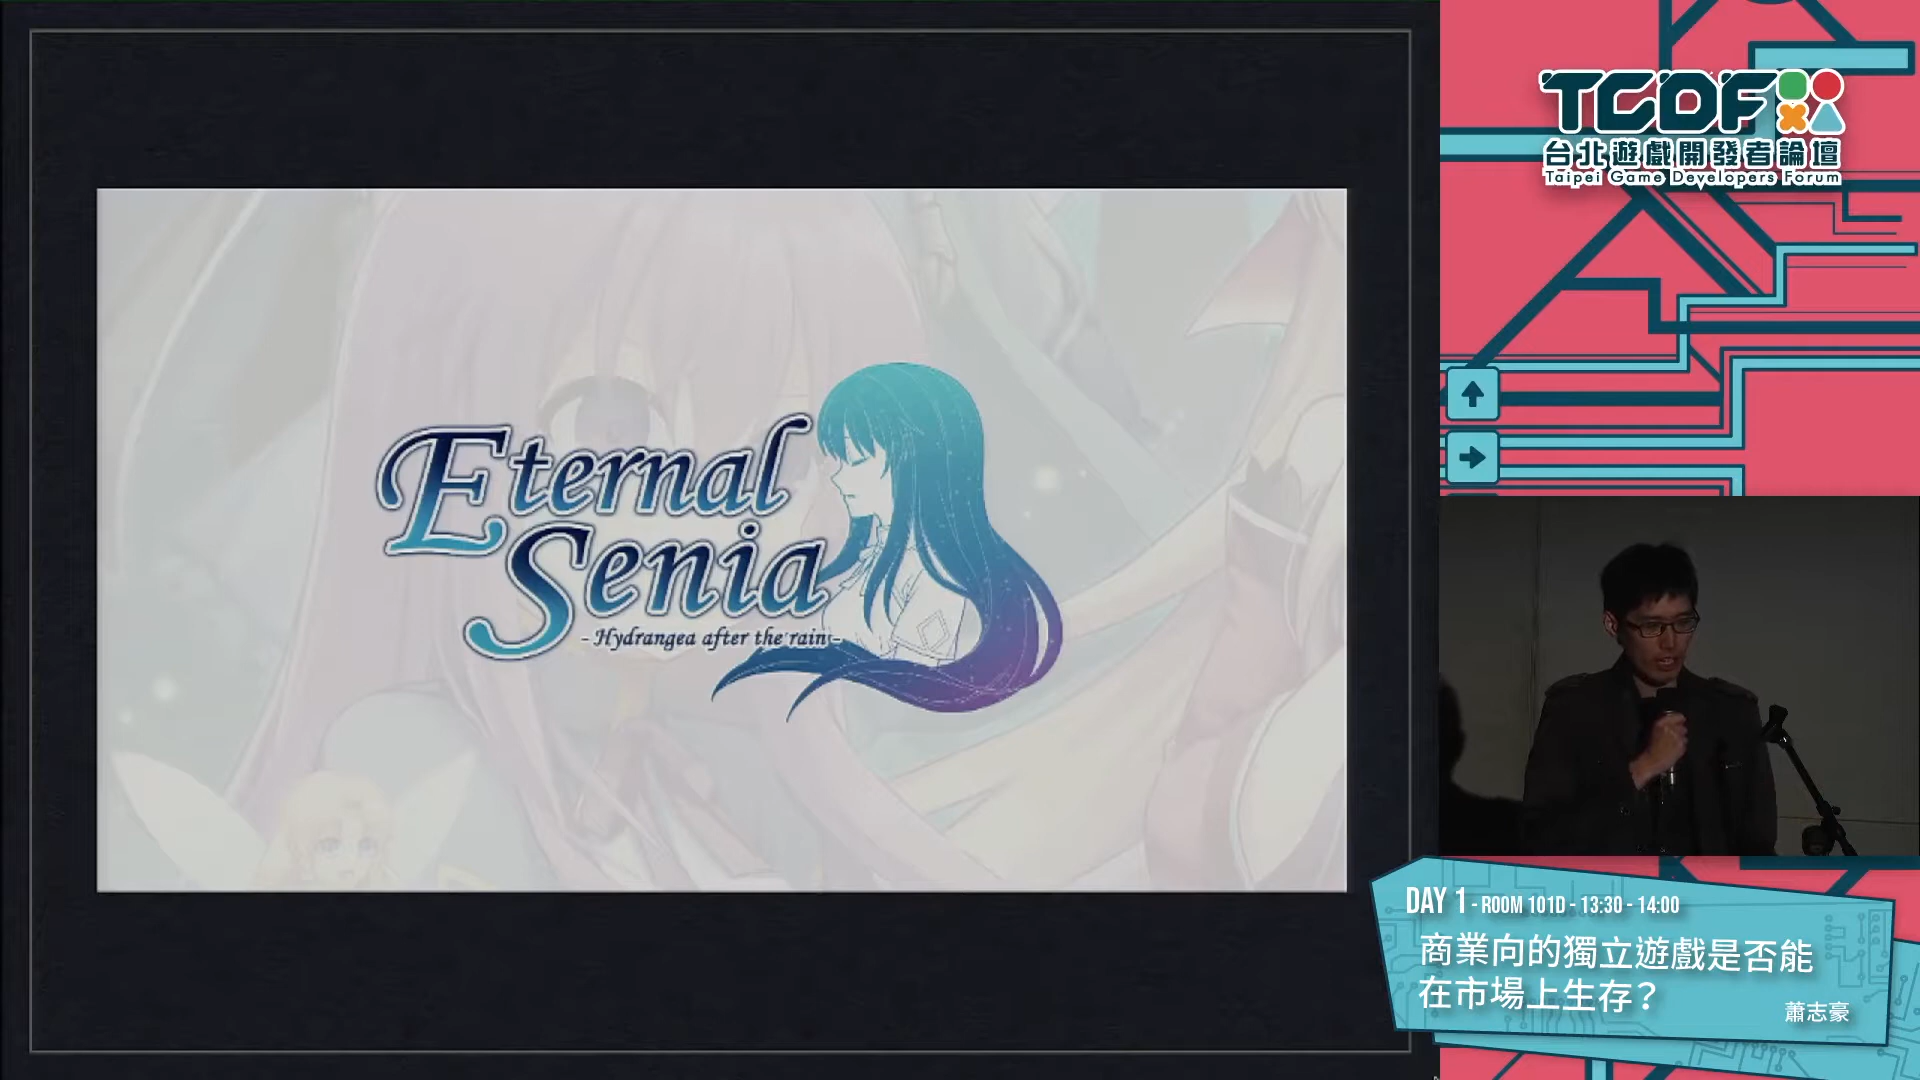 Eternal
Senia
- Hydrangea after the rain -
TGDF
台北遊戲開發者論壇
Taipei Game Developers Forum
DAY 1 - ROOM 101D - 13:30 - 14:00
商業向的獨立遊戲是否能
在市場上生存？
蕭志豪